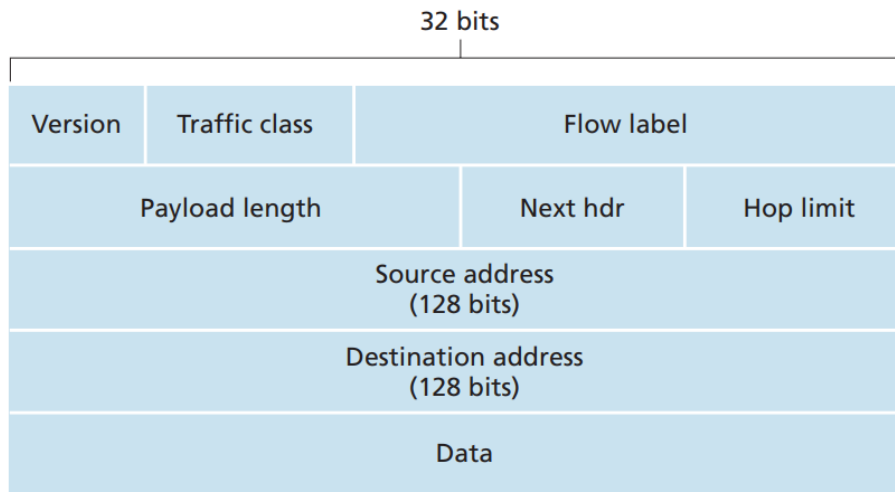 32 bits
Version Traffic class Flow label
Payload length Next hdr Hop limit
Source address
(128 bits)
Destination address
(128 bits)
Data